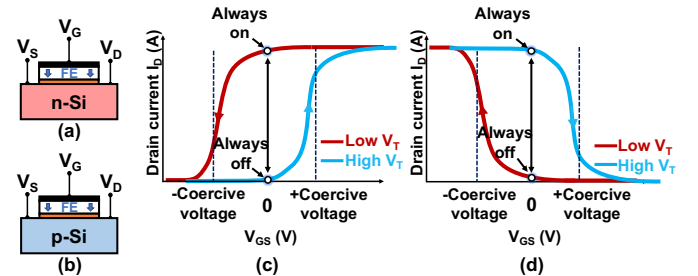 V_G
V_S
V_D
FE
n-Si
(a)
V_G
V_S
V_D
FE
p-Si
(b)
Drain current I_D (A)
Always
on
Always
off
Low V_T
High V_T
-Coercive
voltage
0
+Coercive
voltage
V_GS (V)
(c)
Drain current I_D (A)
Always
on
Always
off
Low V_T
High V_T
-Coercive
voltage
0
+Coercive
voltage
V_GS (V)
(d)